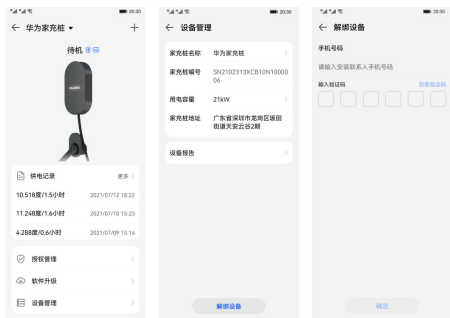 20:30
华为家充桩
待机
HUAWEI
供电记录
更多
10.518度/1.5小时 2021/07/12 18:22
11.248度/1.6小时 2021/07/10 15:23
4.288度/0.6小时 2021/07/09 15:14
授权管理
软件升级
设备管理
20:30
设备管理
家充桩名称 华为家充桩
家充桩编号 SN2102313XCB10N10000
06
用电容量 21kW
家充桩地址 广东省深圳市龙岗区坂田
街道天安云谷2期
设备报告
解绑设备
20:30
解绑设备
手机号码
请输入安装联系人手机号码
输入验证码 获取验证码
确定